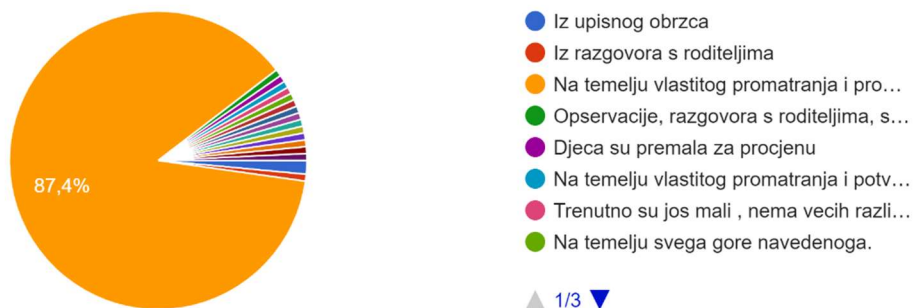 87,4%
Iz upisnog obrzca
Iz razgovora s roditeljima
Na temelju vlastitog promatranja i pro…
Opservacije, razgovora s roditeljima, s…
Djeca su premala za procjenu
Na temelju vlastitog promatranja i potv…
Trenutno su jos mali , nema vecih razli…
Na temelju svega gore navedenoga.
1/3